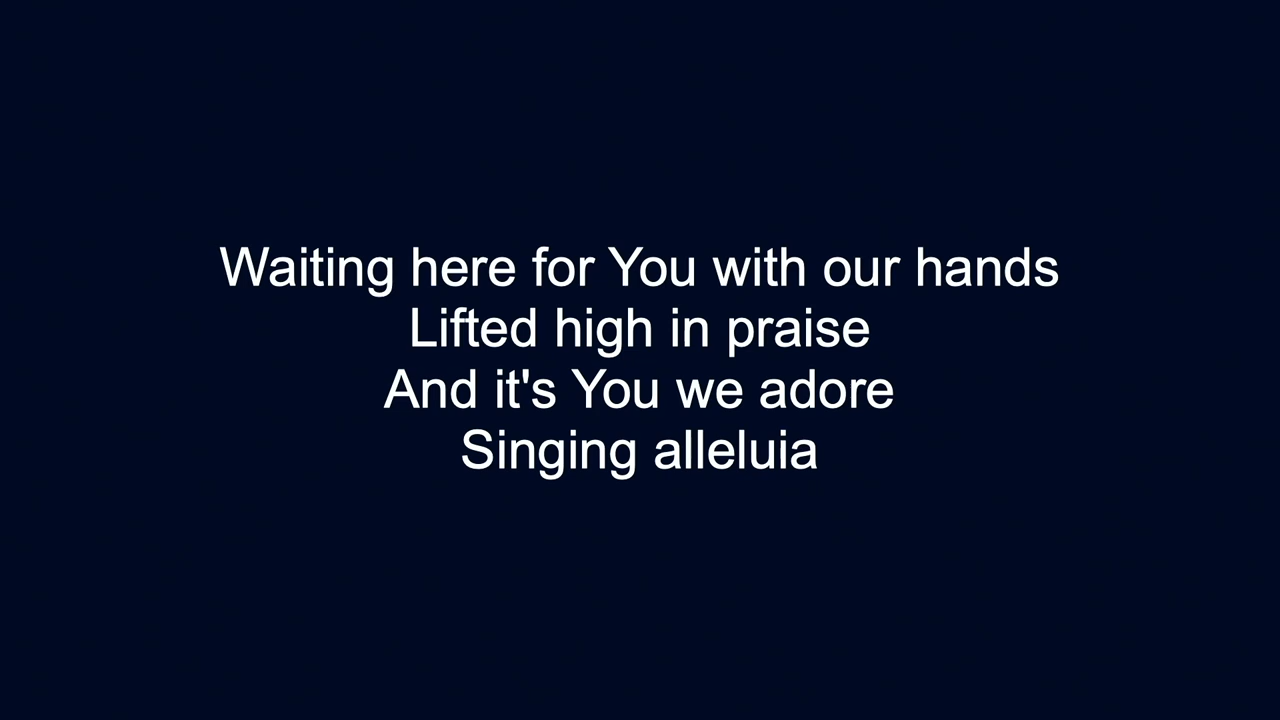 Waiting here for You with our hands
Lifted high in praise
And it's You we adore
Singing alleluia